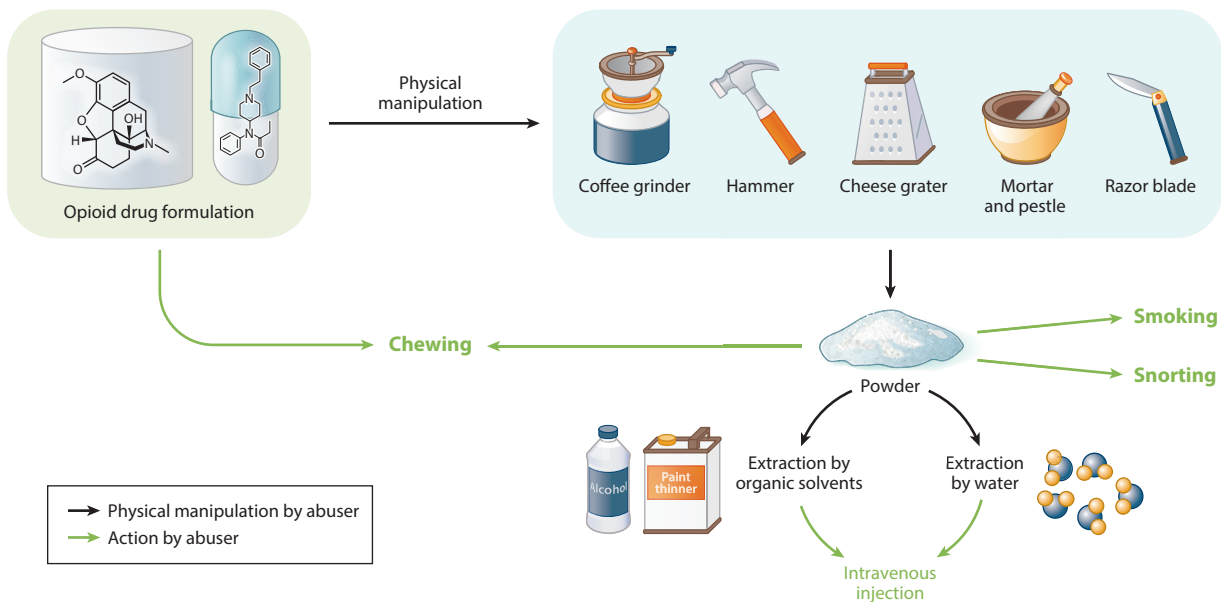 O
O
OH
H
N
O
N
N
O
Opioid drug formulation
Physical
manipulation
Coffee grinder
Hammer
Cheese grater
Mortar
and pestle
Razor blade
Chewing
Powder
Smoking
Snorting
Alcohol
Paint
thinner
Extraction by
organic solvents
Extraction
by water
Physical manipulation by abuser
Action by abuser
Intravenous
injection